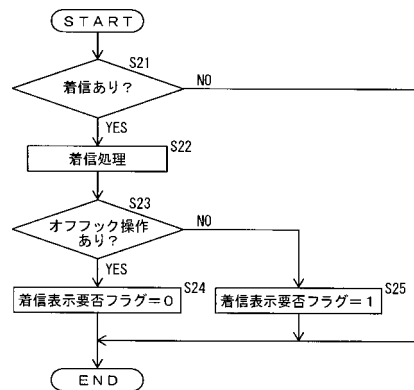 START
S21
着信あり?
NO
YES
S22
着信処理
S23
オフフック操作
あり?
NO
YES
S24
着信表示要否フラグ=0
S25
着信表示要否フラグ=1
END